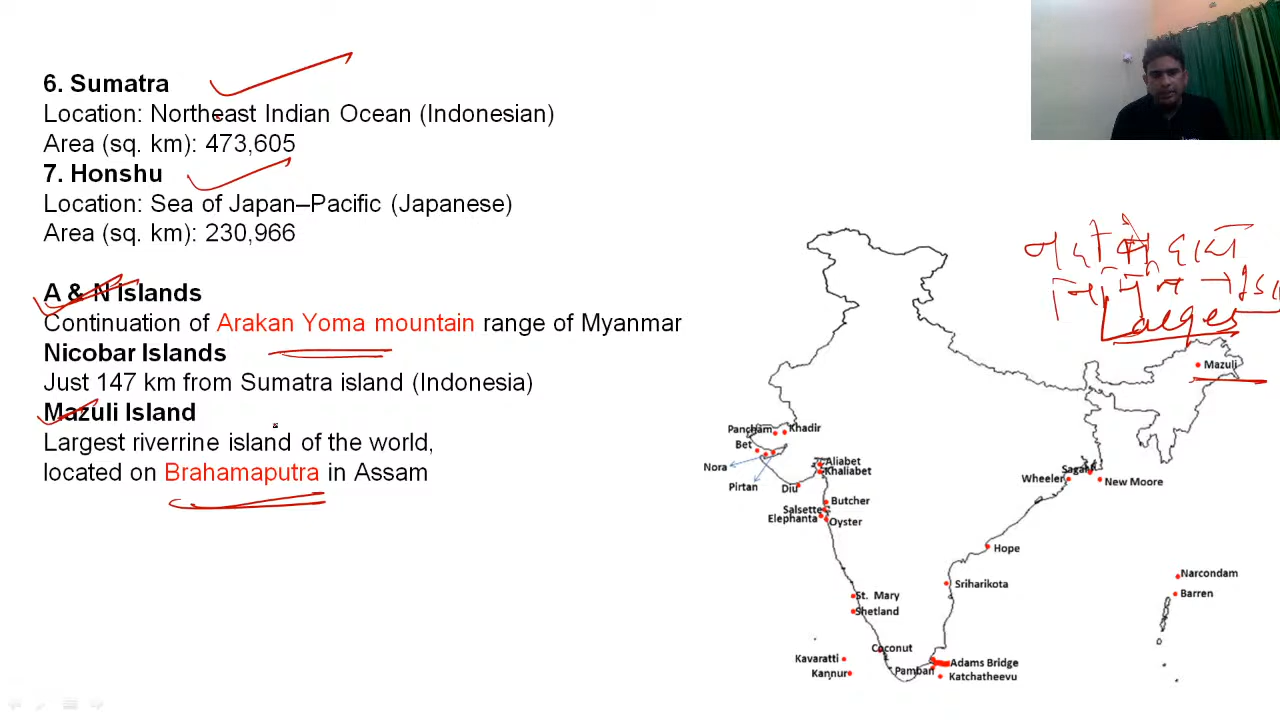 6. Sumatra
Location: Northeast Indian Ocean (Indonesian)
Area (sq. km): 473,605
7. Honshu
Location: Sea of Japan–Pacific (Japanese)
Area (sq. km): 230,966
A & N Islands
Continuation of Arakan Yoma mountain range of Myanmar
Nicobar Islands
Just 147 km from Sumatra island (Indonesia)
Mazuli Island
Largest riverrine island of the world,
located on Brahamaputra in Assam
Larges
Mazuli
Pancham Khadir
Bet
Nora
Pirtan
Aliabet
Khaliabet
Diu
Butcher
Salsette
Elephanta Oyster
Sagar
Wheeler New Moore
Hope
Sriharikota
Narcondam
Barren
St. Mary
Shetland
Coconut
Kavaratti
Kannur
Pamban
Adams Bridge
Katchatheevu